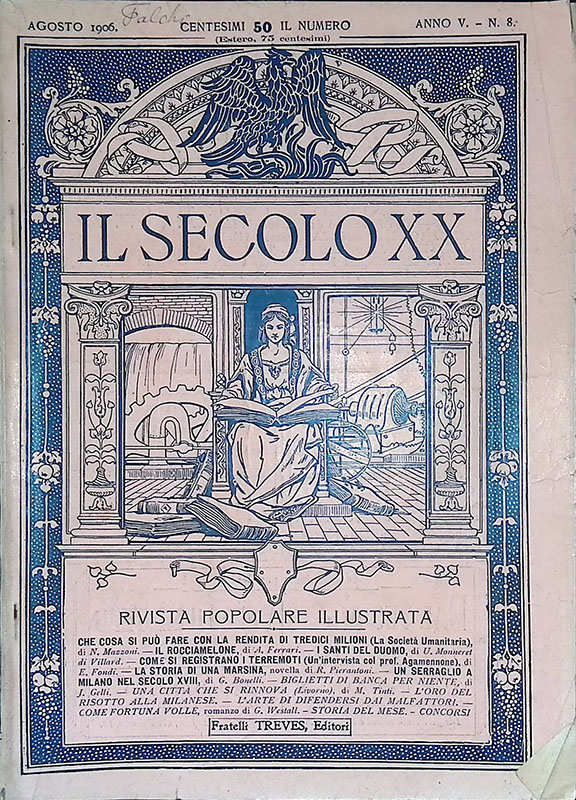 AGOSTO 1906. Falchi CENTESIMI 50 IL NUMERO ANNO V. - N. 8.
(Estero, 75 centesimi)
IL SECOLO XX
RIVISTA POPOLARE ILLUSTRATA
CHE COSA SI PUÒ FARE CON LA RENDITA DI TREDICI MILIONI (La Società Umanitaria),
di N. Mazzoni. — IL ROCCIAMELONE, di A. Ferrari. — I SANTI DEL DUOMO, di U. Monneret
de Villard. — COME SI REGISTRANO I TERREMOTI (Un'intervista col prof. Agamennone), di
E. Fondi. — LA STORIA DI UNA MARSINA, novella di R. Pierantoni. — UN SERRAGLIO A
MILANO NEL SECOLO XVIII, di G. Bonelli. — BIGLIETTI DI BANCA PER NIENTE, di
J. Gelli. — UNA CITTÀ CHE SI RINNOVA (Livorno), di M. Tinti. — L'ORO DEL
RISOTTO ALLA MILANESE. — L'ARTE DI DIFENDERSI DAI MALFATTORI. —
COME FORTUNA VOLLE, romanzo di G. Westall. - STORIA DEL MESE. - CONCORSI
Fratelli TREVES, Editori